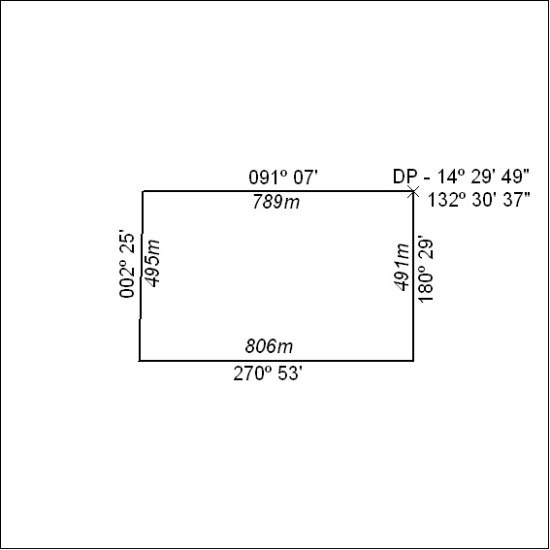 091º 07'
DP - 14º 29' 49"
789m
132º 30' 37"
002º 25'
495m
491m
180º 29'
806m
270º 53'